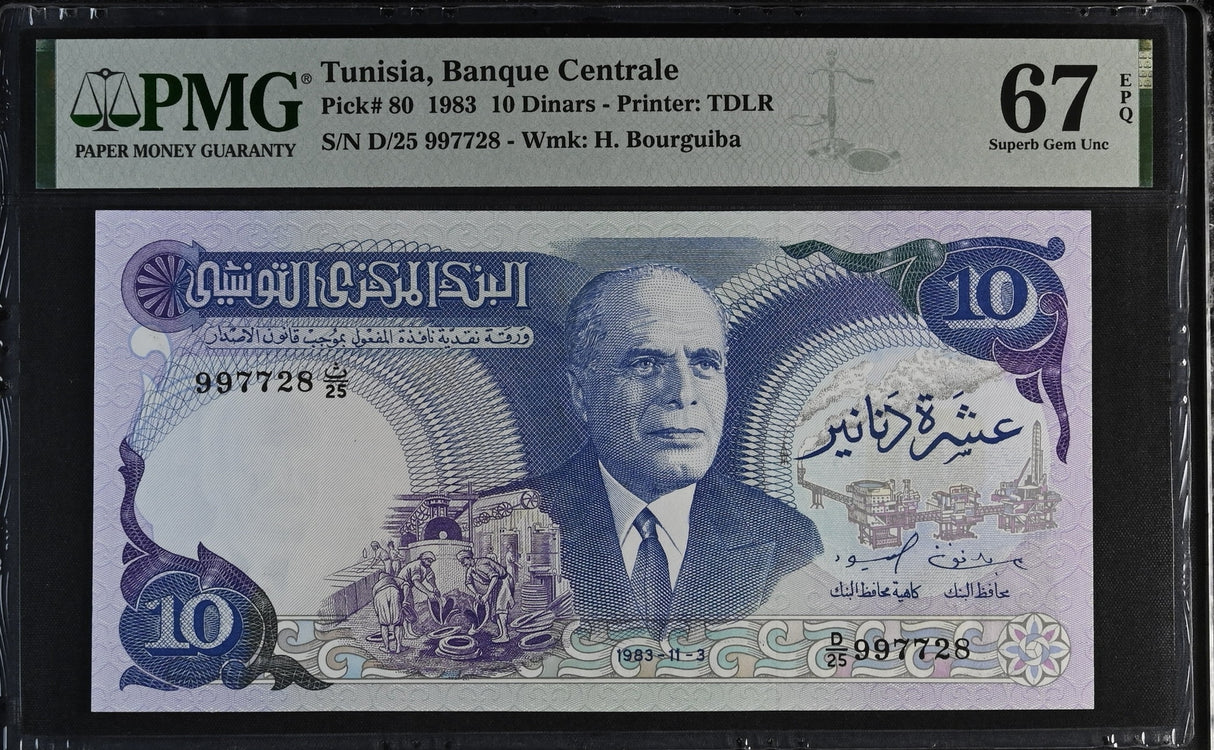 PMG®
PAPER MONEY GUARANTY
Tunisia, Banque Centrale
Pick# 80 1983 10 Dinars - Printer: TDLR
S/N D/25 997728 - Wmk: H. Bourguiba
67
EPQ
Superb Gem Unc
البنك المركزي التونسي
10
ورقة نقدية نافذة المفعول بموجب قانون الاصدار
997728 ت/25
عشرة دنانير
محافظ البنك
كاهية محافظ البنك
10
1983-11-3
D/25 997728